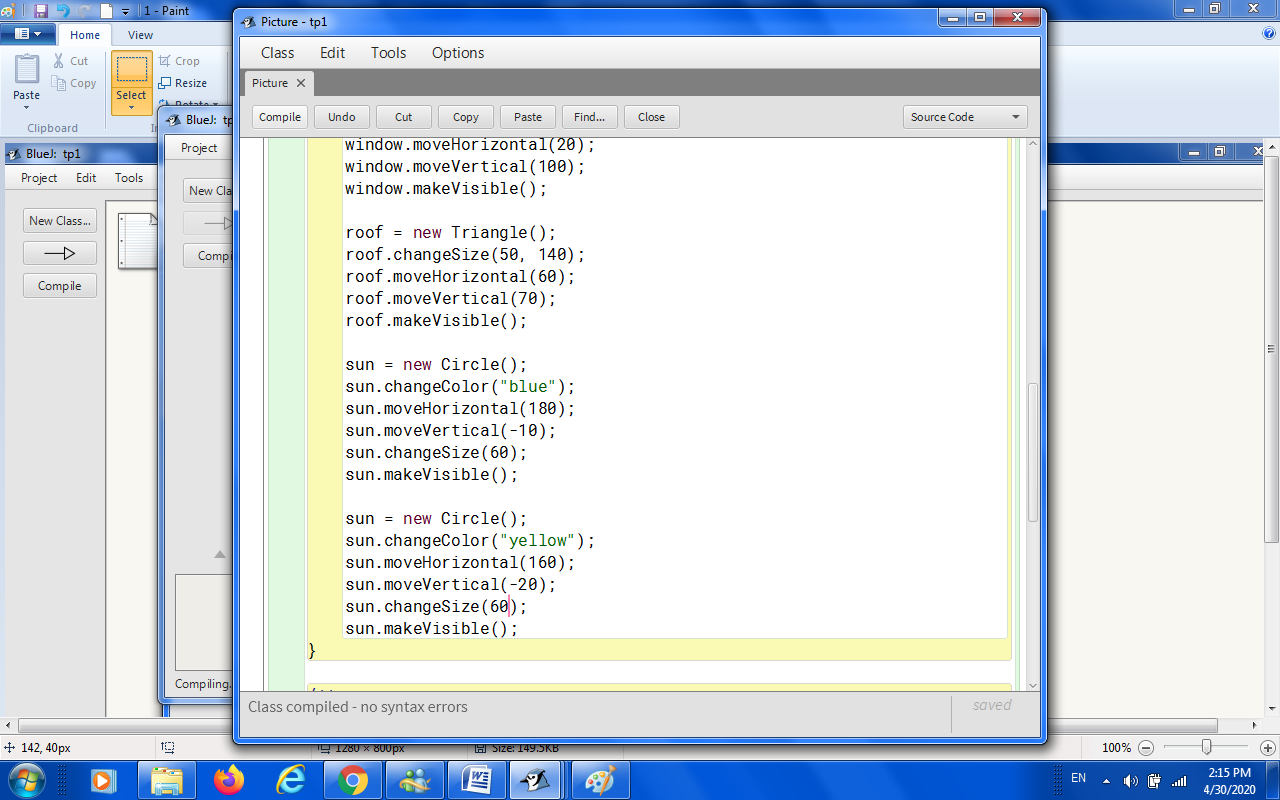 1 - Paint
Home
View
Paste
Cut
Copy
Select
Crop
Resize
Rotate
Clipboard
BlueJ: tp1
Project Edit Tools
New Class...
Compile
BlueJ: tp
Project
New Cla
Compi
Compiling.
Picture - tp1
Class Edit Tools Options
Picture
Compile Undo Cut Copy Paste Find... Close Source Code
window.moveHorizontal(20);
window.moveVertical(100);
window.makeVisible();
roof = new Triangle();
roof.changeSize(50, 140);
roof.moveHorizontal(60);
roof.moveVertical(70);
roof.makeVisible();
sun = new Circle();
sun.changeColor("blue");
sun.moveHorizontal(180);
sun.moveVertical(-10);
sun.changeSize(60);
sun.makeVisible();
sun = new Circle();
sun.changeColor("yellow");
sun.moveHorizontal(160);
sun.moveVertical(-20);
sun.changeSize(60);
sun.makeVisible();
}
Class compiled - no syntax errors
saved
142, 40px
1280 × 800px
Size: 149.5KB
100%
EN
2:15 PM
4/30/2020